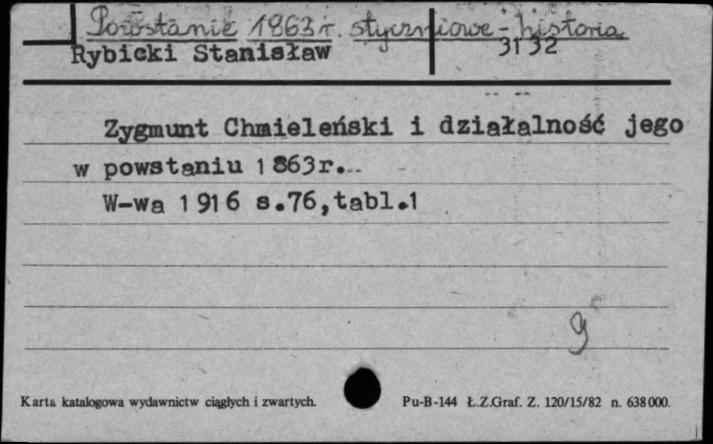 Powstanie 1863 r. styczniowe - historia
Rybicki Stanisław 3132
Zygmunt Chmieleński i działalność jego
w powstaniu 1863r...
W-wa 1916 s.76,tabl.1
9
Karta katalogowa wydawnictw ciągłych i zwartych. Pu-B-144 Ł.Z.Graf. Z. 120/15/82 n. 638000.